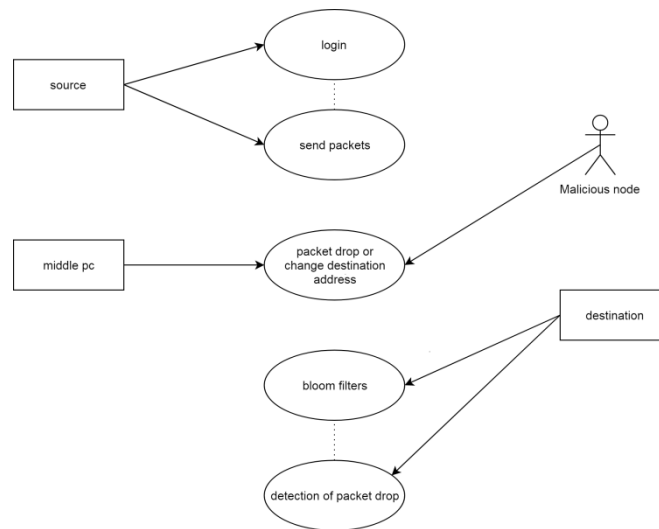 login
source
send packets
Malicious node
middle pc
packet drop or
change destination
address
destination
bloom filters
detection of packet drop